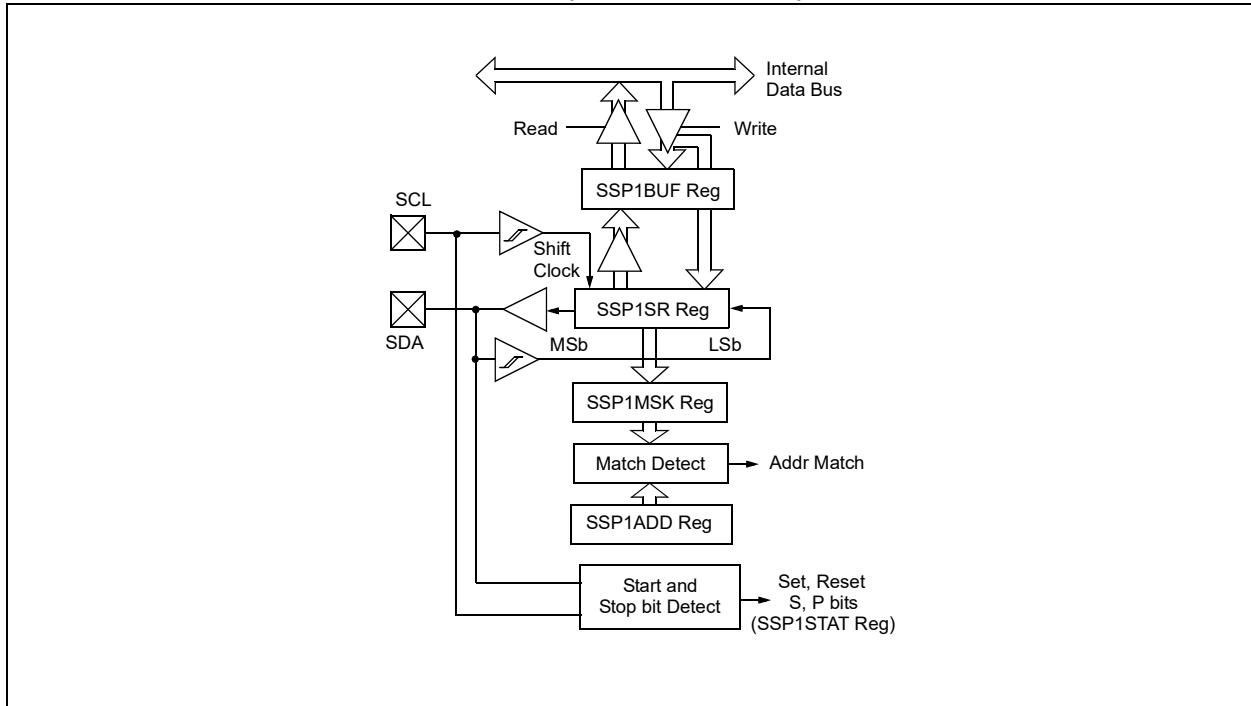 Internal
Data Bus
Read
Write
SSP1BUF Reg
SCL
Shift
Clock
SSP1SR Reg
SDA
MSb
LSb
SSP1MSK Reg
Match Detect
Addr Match
SSP1ADD Reg
Start and
Stop bit Detect
Set, Reset
S, P bits
(SSP1STAT Reg)